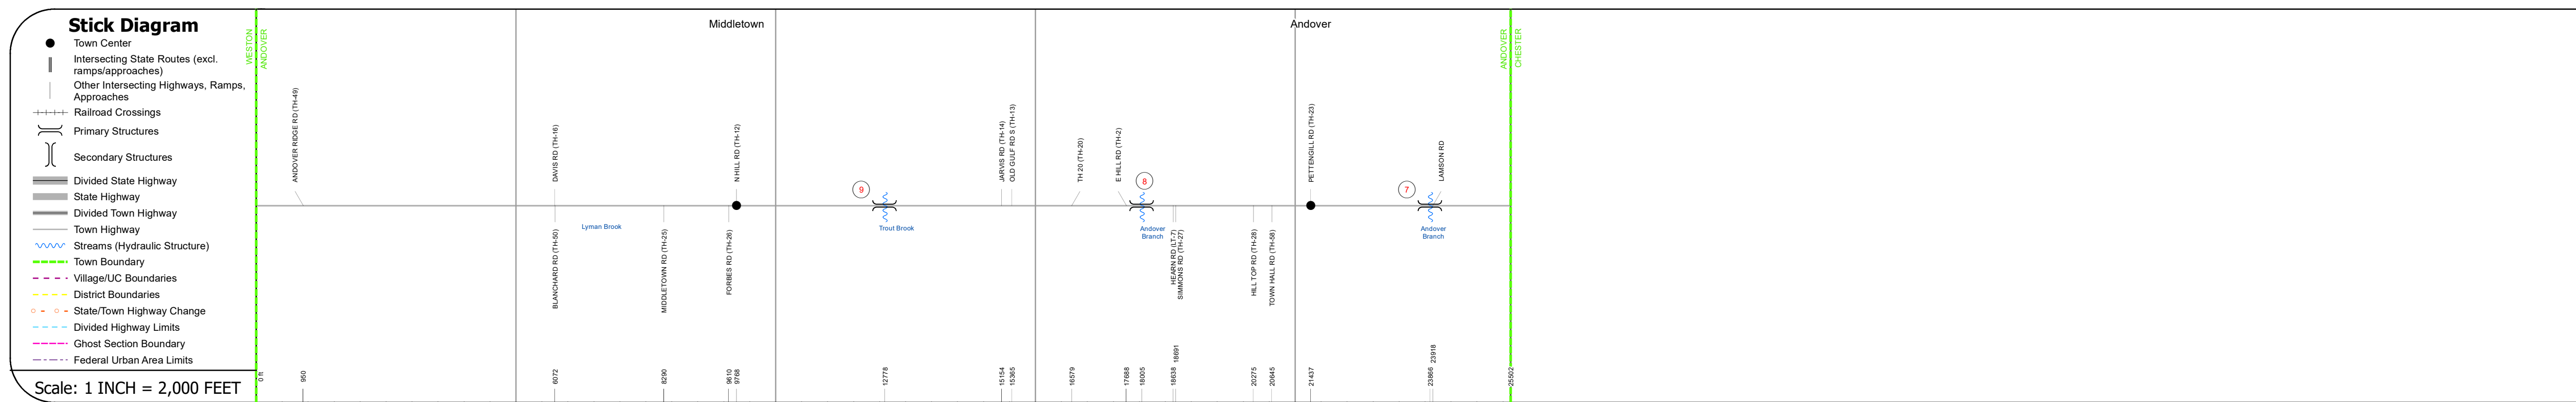 Stick Diagram
Town Center
Intersecting State Routes (excl.
ramps/approaches)
Other Intersecting Highways, Ramps,
Approaches
Railroad Crossings
Primary Structures
Secondary Structures
Divided State Highway
State Highway
Divided Town Highway
Town Highway
Streams (Hydraulic Structure)
Town Boundary
Village/UC Boundaries
District Boundaries
State/Town Highway Change
Divided Highway Limits
Ghost Section Boundary
Federal Urban Area Limits
Scale: 1 INCH = 2,000 FEET
WESTON
ANDOVER
Middletown
Andover
ANDOVER
CHESTER
ANDOVER RIDGE RD (TH-49)
DAVIS RD (TH-16)
N HILL RD (TH-12)
JARVIS RD (TH-14)
OLD GULF RD S (TH-13)
TH 20 (TH-20)
E HILL RD (TH-2)
PETTENGILL RD (TH-23)
LAMSON RD
9
8
7
Lyman Brook
Trout Brook
Andover
Branch
Andover
Branch
BLANCHARD RD (TH-50)
MIDDLETOWN RD (TH-25)
FORBES RD (TH-26)
HEARN RD (LT-7)
SIMMONS RD (TH-27)
HILL TOP RD (TH-28)
TOWN HALL RD (TH-58)
0 ft
950
6072
8290
9610
9768
12778
15154
15365
16579
17688
18005
18638
18691
20275
20645
21437
23866
23918
25502